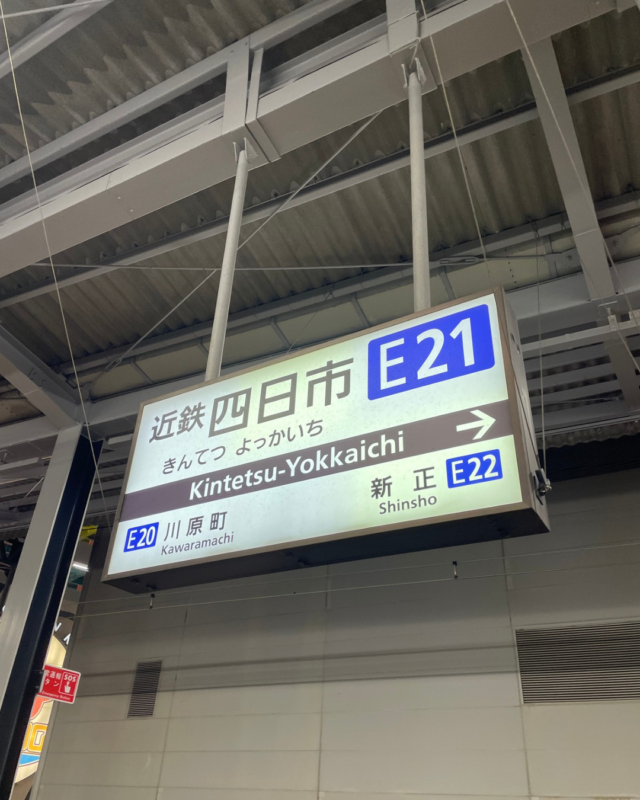 近鉄四日市 E21
きんてつ よっかいち
Kintetsu-Yokkaichi →
E20 川原町
Kawaramachi
新正 E22
Shinsho
SOS